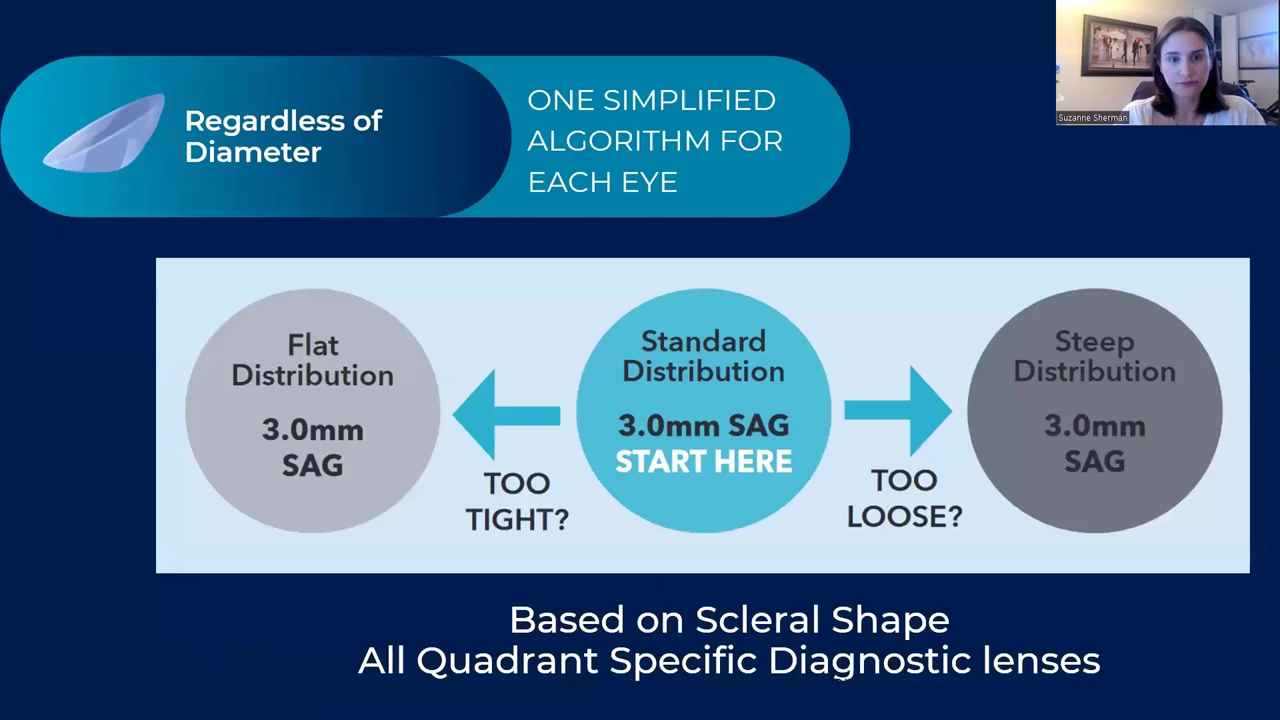 Regardless of
Diameter
ONE SIMPLIFIED
ALGORITHM FOR
EACH EYE
Suzanne Sherman
Flat
Distribution
3.0mm
SAG
TOO
TIGHT?
Standard
Distribution
3.0mm SAG
START HERE
TOO
LOOSE?
Steep
Distribution
3.0mm
SAG
Based on Scleral Shape
All Quadrant Specific Diagnostic lenses